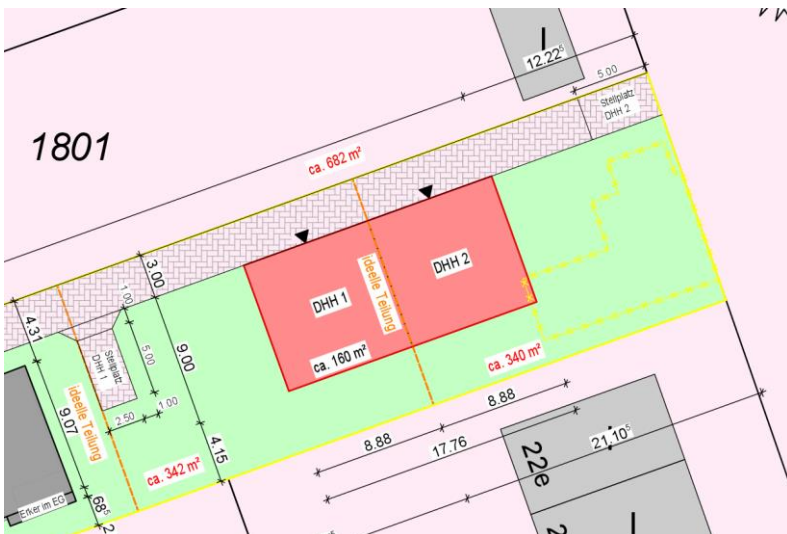 12.22⁵
5.00
Stellplatz
DHH 2
1801
ca. 682 m²
DHH 2
ideelle Teilung
DHH 1
3.00
1.00
4.31
5.00
Stellplatz
DHH 1
9.00
ca. 160 m²
ca. 340 m²
9.07
ideelle Teilung
2.50
1.00
8.88
8.88
17.76
21.10⁵
22e
4.15
ca. 342 m²
Erker im EG
68⁵
2
2